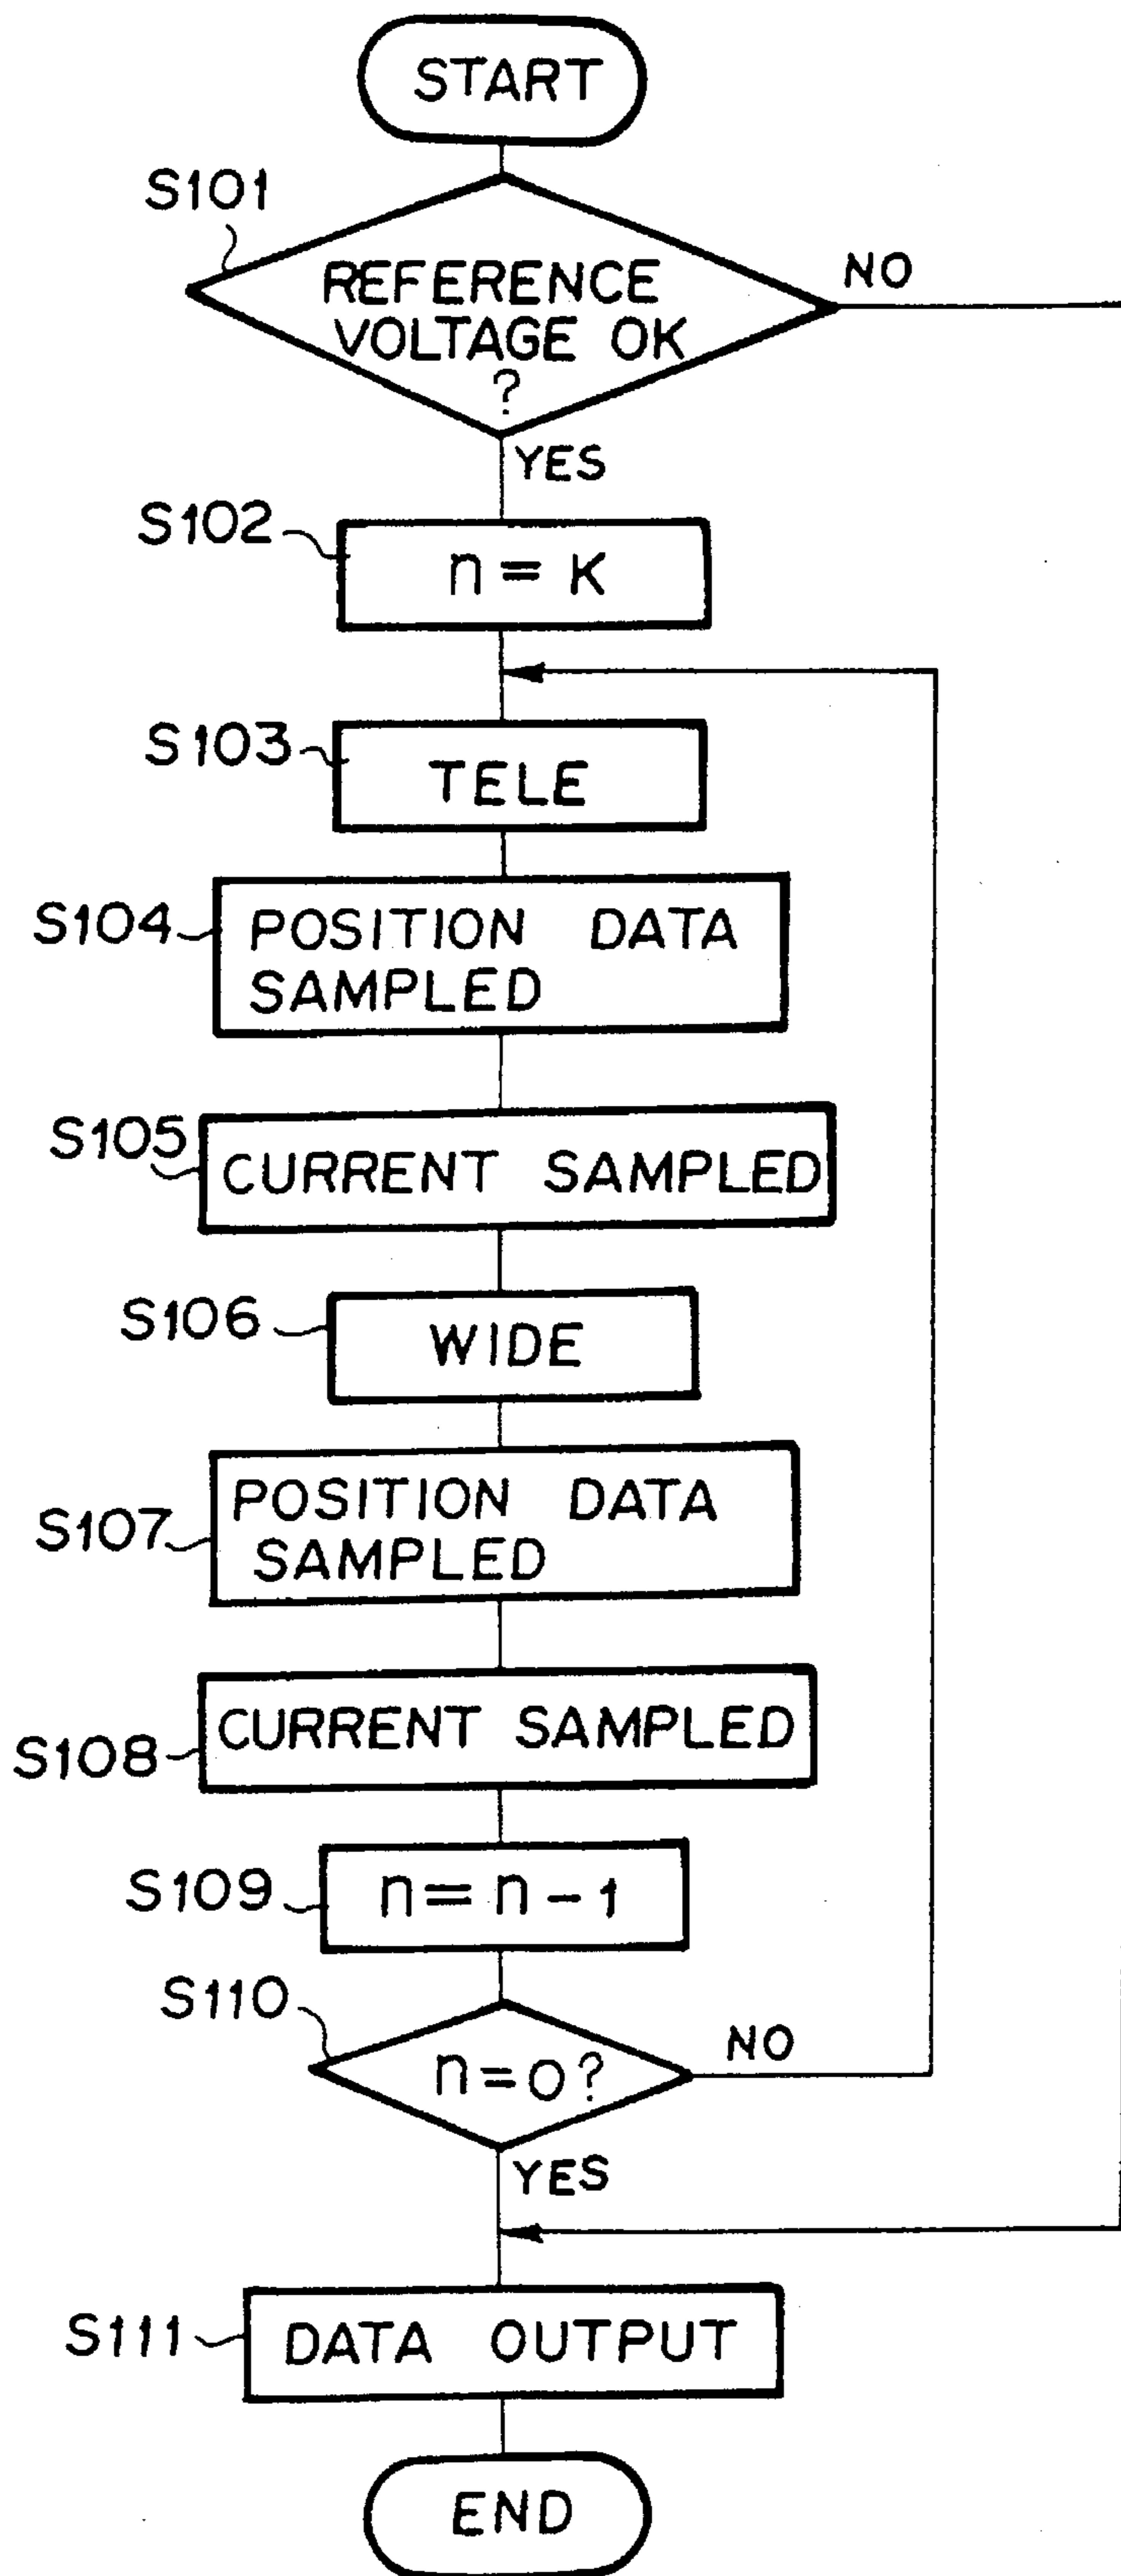 START
S101
REFERENCE
VOLTAGE OK
?
NO
YES
S102
n = K
S103
TELE
S104
POSITION DATA
SAMPLED
S105
CURRENT SAMPLED
S106
WIDE
S107
POSITION DATA
SAMPLED
S108
CURRENT SAMPLED
S109
n = n - 1
S110
n = 0 ?
NO
YES
S111
DATA OUTPUT
END